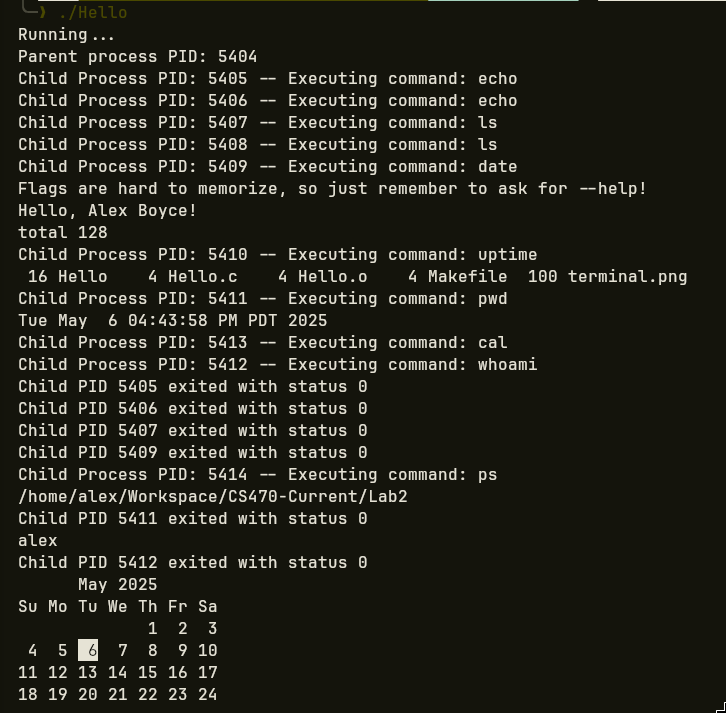 ❯ ./Hello
Running...
Parent process PID: 5404
Child Process PID: 5405 -- Executing command: echo
Child Process PID: 5406 -- Executing command: echo
Child Process PID: 5407 -- Executing command: ls
Child Process PID: 5408 -- Executing command: ls
Child Process PID: 5409 -- Executing command: date
Flags are hard to memorize, so just remember to ask for --help!
Hello, Alex Boyce!
total 128
Child Process PID: 5410 -- Executing command: uptime
 16 Hello    4 Hello.c    4 Hello.o    4 Makefile  100 terminal.png
Child Process PID: 5411 -- Executing command: pwd
Tue May  6 04:43:58 PM PDT 2025
Child Process PID: 5413 -- Executing command: cal
Child Process PID: 5412 -- Executing command: whoami
Child PID 5405 exited with status 0
Child PID 5406 exited with status 0
Child PID 5407 exited with status 0
Child PID 5409 exited with status 0
Child Process PID: 5414 -- Executing command: ps
/home/alex/Workspace/CS470-Current/Lab2
Child PID 5411 exited with status 0
alex
Child PID 5412 exited with status 0
      May 2025
Su Mo Tu We Th Fr Sa
             1  2  3
 4  5  6  7  8  9 10
11 12 13 14 15 16 17
18 19 20 21 22 23 24